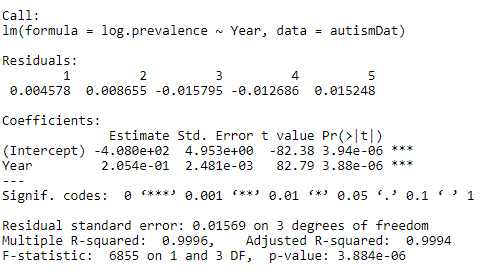 Call:
lm(formula = log.prevalence ~ Year, data = autismDat)
Residuals:
1 2 3 4 5
0.004578 0.008655 -0.015795 -0.012686 0.015248
Coefficients:
Estimate Std. Error t value Pr(>|t|)
(Intercept) -4.080e+02 4.953e+00 -82.38 3.94e-06 ***
Year 2.054e-01 2.481e-03 82.79 3.88e-06 ***
---
Signif. codes: 0 ‘***’ 0.001 ‘**’ 0.01 ‘*’ 0.05 ‘.’ 0.1 ‘ ’ 1
Residual standard error: 0.01569 on 3 degrees of freedom
Multiple R-squared: 0.9996, Adjusted R-squared: 0.9994
F-statistic: 6855 on 1 and 3 DF, p-value: 3.884e-06